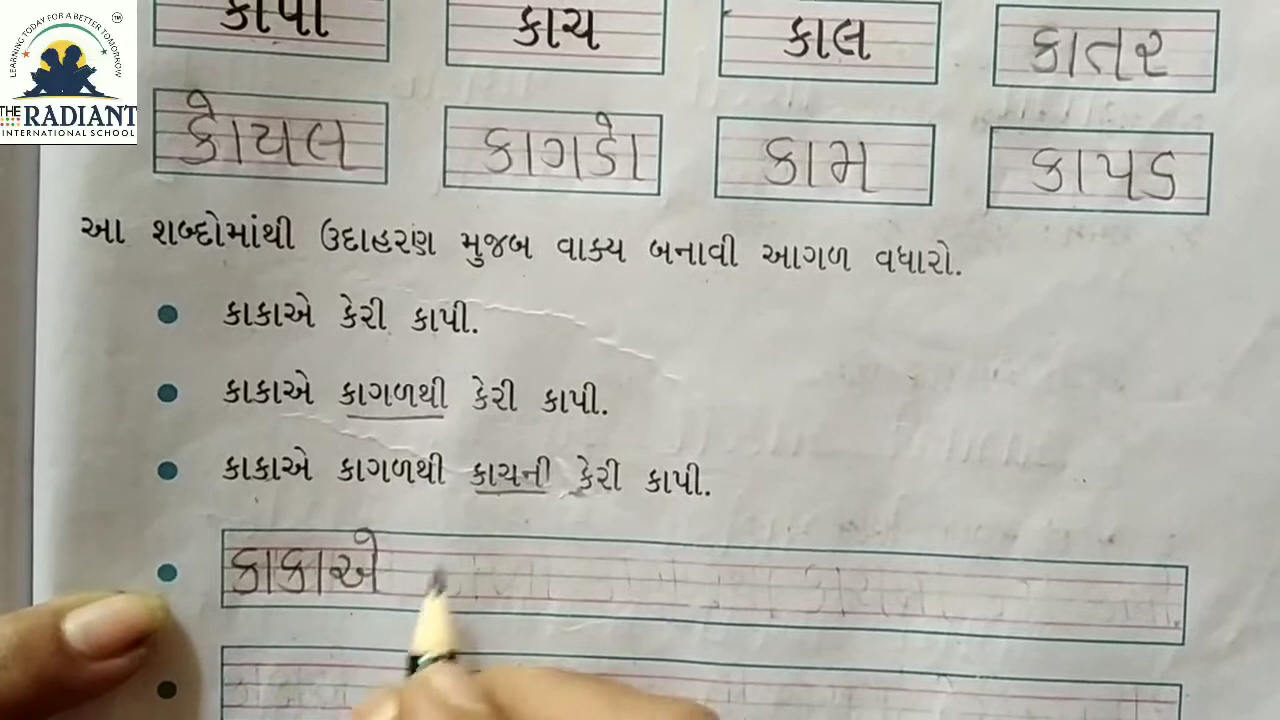 LEARNING TODAY FOR A BETTER TOMORROW
TM
THE RADIANT
INTERNATIONAL SCHOOL
કાપી કાચ કાલ કાતર
કોયલ કાગડો કામ કાપડ
આ શબ્દોમાંથી ઉદાહરણ મુજબ વાક્ય બનાવી આગળ વધારો.
કાકાએ કેરી કાપી.
કાકાએ કાગળથી કેરી કાપી.
કાકાએ કાગળથી કાચની કેરી કાપી.
કાકાએ